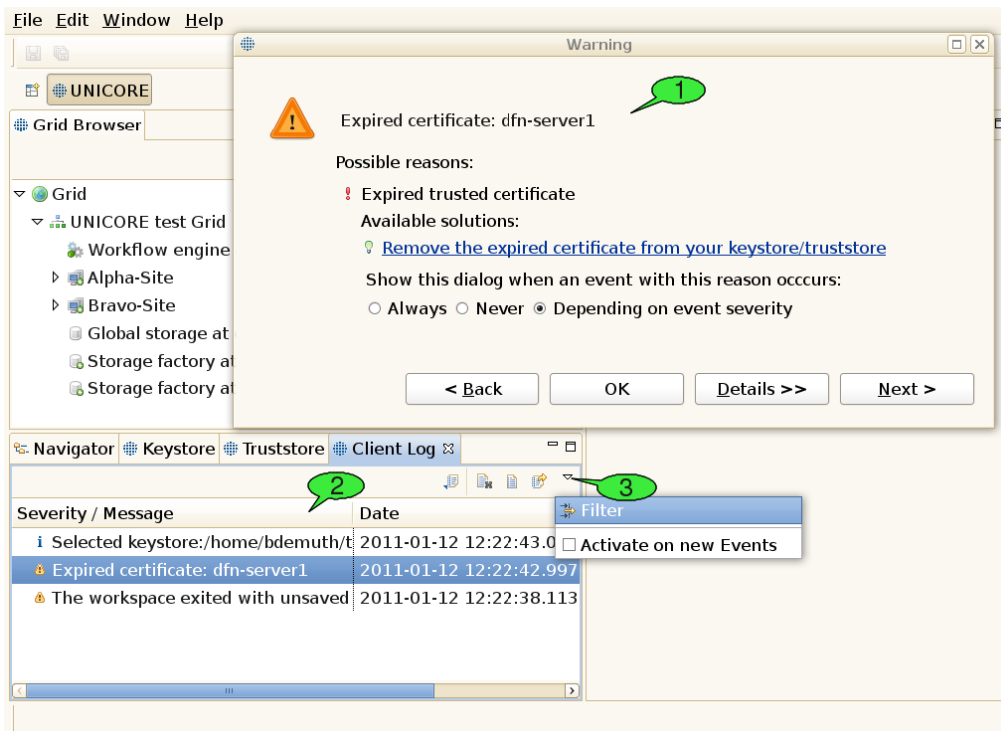 File Edit Window Help
Warning
UNICORE
1
Grid Browser
Expired certificate: dfn-server1
Possible reasons:
Expired trusted certificate
Available solutions:
Remove the expired certificate from your keystore/truststore
Show this dialog when an event with this reason occcurs:
Always Never Depending on event severity
< Back OK Details >> Next >
Grid
UNICORE test Grid
Workflow engine
Alpha-Site
Bravo-Site
Global storage at
Storage factory at
Storage factory at
Navigator Keystore Truststore Client Log
2
3
Severity / Message Date
Filter
Activate on new Events
Selected keystore:/home/bdemuth/t 2011-01-12 12:22:43.0
Expired certificate: dfn-server1 2011-01-12 12:22:42.997
The workspace exited with unsaved 2011-01-12 12:22:38.113